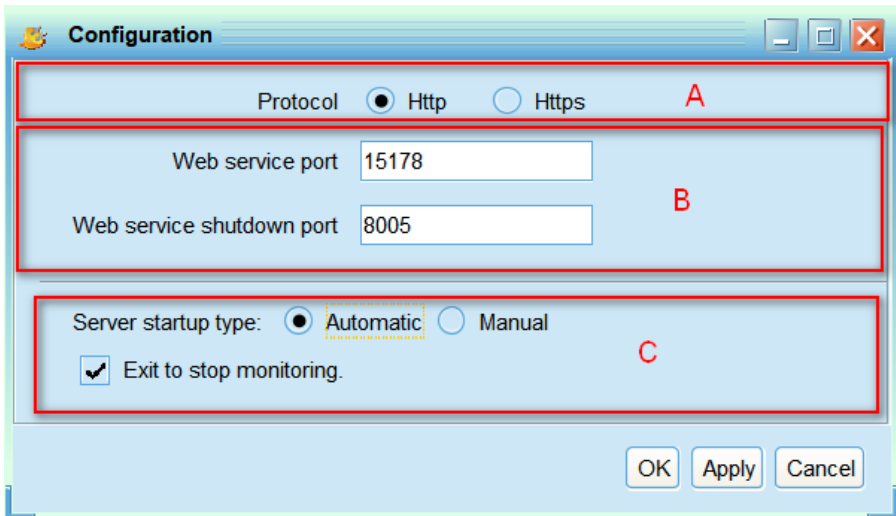 Configuration
Protocol Http Https A
Web service port 15178
B
Web service shutdown port 8005
Server startup type: Automatic Manual
C
Exit to stop monitoring.
OK Apply Cancel